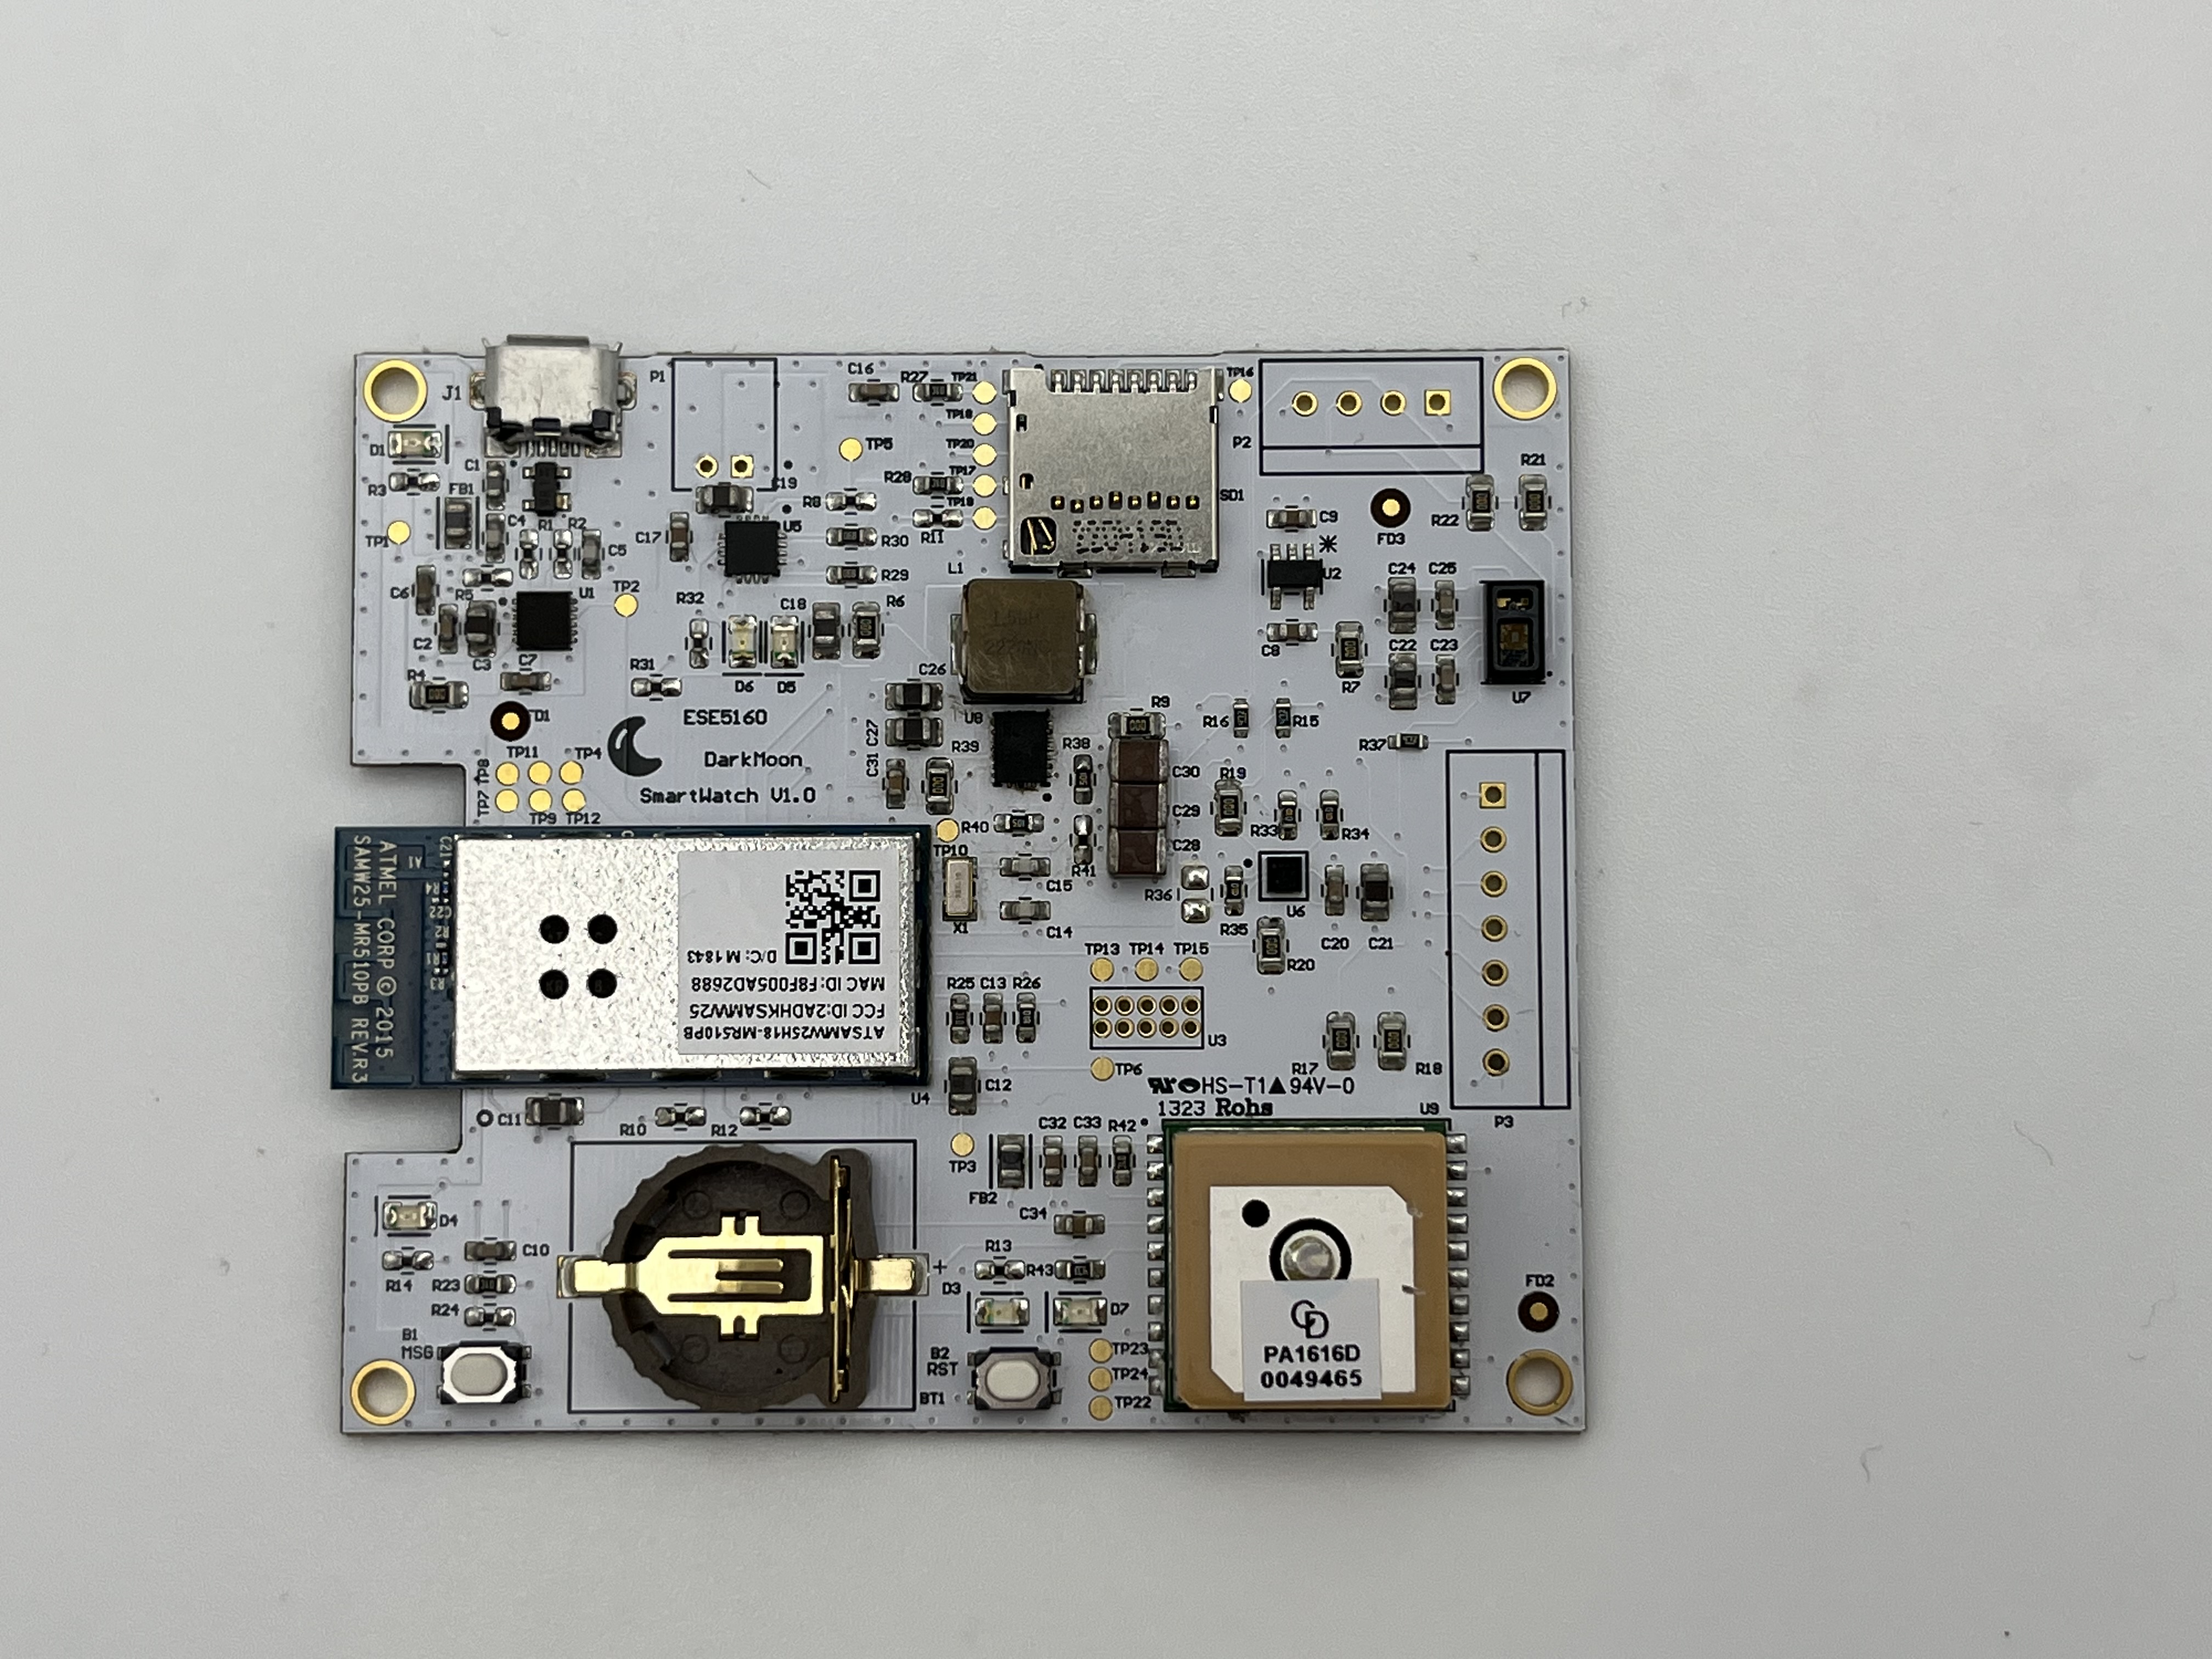 J1
P1
C16
R27
TP21
TP16
P2
D1
R3
C1
FB1
C4
R1
R2
C5
TP1
C6
R5
U1
TP2
C2
C3
C7
R4
FD1
TP5
C19
U5
C17
R8
R30
R29
R28
TP18
TP20
TP17
TP19
R11
SD1
L1
R32
C18
R6
R31
D6
D5
C9
U2
C8
R22
R21
FD3
C24
C25
C22
C23
R7
U7
ESE5160
DarkMoon
SmartWatch V1.0
TP11
TP4
TP7 TP8
TP9
TP12
C26
C27
C31
U8
R39
R38
R9
C30
C29
C28
R40
R41
TP10
X1
C15
C14
R16
R15
R37
R19
R33
R34
R36
R35
U6
C20
C21
R20
ATMEL CORP © 2015
SAMW25-MR510PB REV.R3
ATSAMW25H18-MR510PB
FCC ID:2ADHKSAMW25
MAC ID: F8F005AD2688
D/C: M1843
U4
TP13
TP14
TP15
R25
C13
R26
U3
C12
TP6
R17
R18
HS-T1 94V-0
1323 Rohs
U9
P3
C11
R10
R12
TP3
FB2
C32
C33
R42
C34
D4
R14
C10
R23
R24
B1
MSG
+
D3
R13
R43
D7
B2
RST
BT1
TP23
TP24
TP22
FD2
PA1616D
0049465